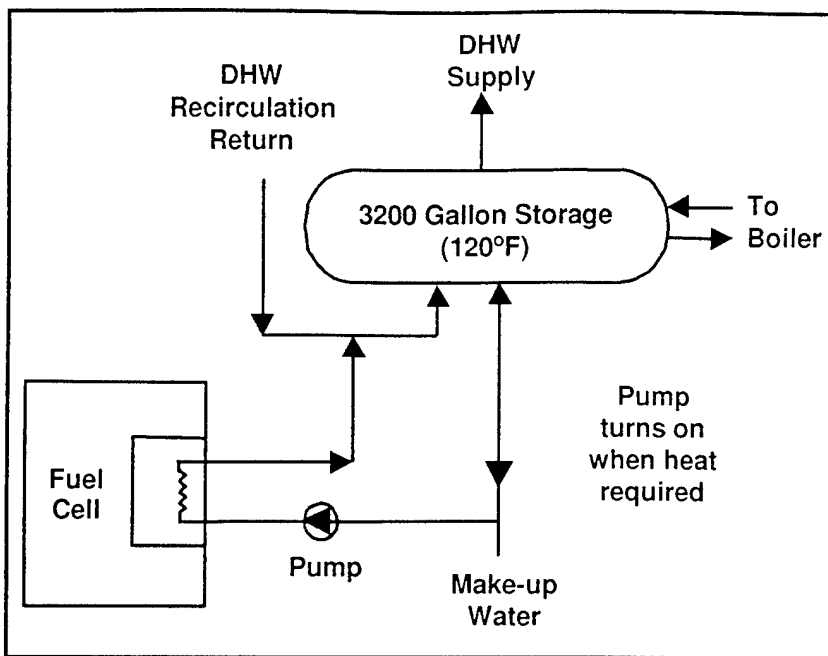 DHW
Supply
DHW
Recirculation
Return
3200 Gallon Storage
(120ºF)
To
Boiler
Pump
turns on
when heat
required
Fuel
Cell
Pump
Make-up
Water